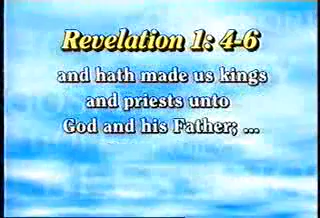 Revelation 1: 4-6
and hath made us kings
and priests unto
God and his Father; ...